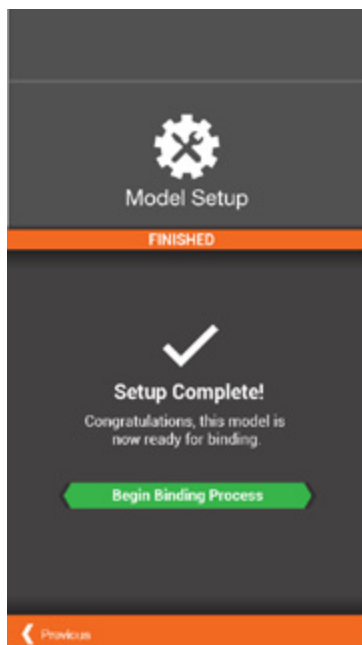 Model Setup
FINISHED
Setup Complete!
Congratulations, this model is
now ready for binding.
Begin Binding Process
Previous